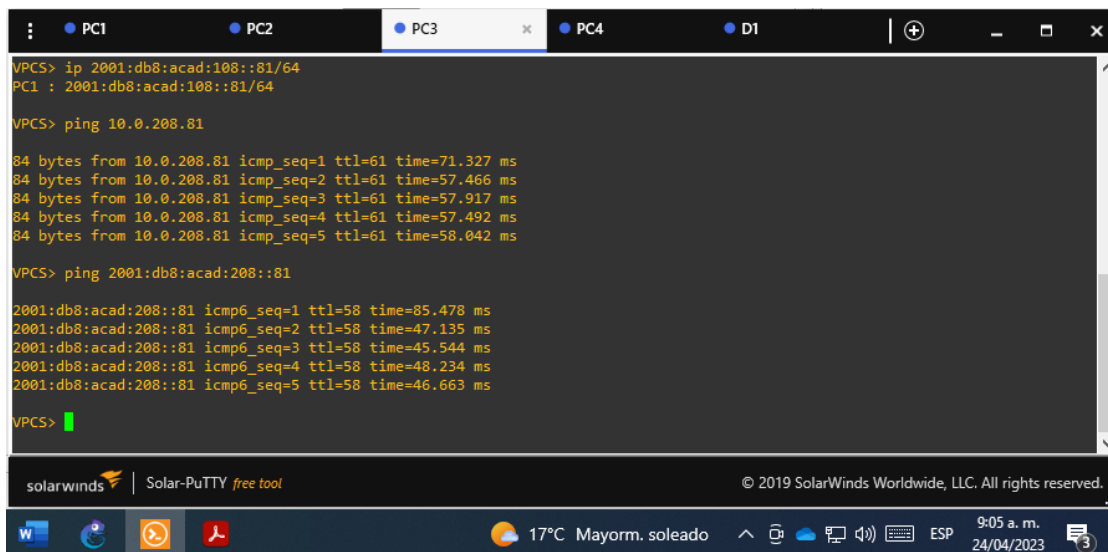 PC1 PC2 PC3 PC4 D1
VPCS> ip 2001:db8:acad:108::81/64
PC1 : 2001:db8:acad:108::81/64
VPCS> ping 10.0.208.81
84 bytes from 10.0.208.81 icmp_seq=1 ttl=61 time=71.327 ms
84 bytes from 10.0.208.81 icmp_seq=2 ttl=61 time=57.466 ms
84 bytes from 10.0.208.81 icmp_seq=3 ttl=61 time=57.917 ms
84 bytes from 10.0.208.81 icmp_seq=4 ttl=61 time=57.492 ms
84 bytes from 10.0.208.81 icmp_seq=5 ttl=61 time=58.042 ms
VPCS> ping 2001:db8:acad:208::81
2001:db8:acad:208::81 icmp6_seq=1 ttl=58 time=85.478 ms
2001:db8:acad:208::81 icmp6_seq=2 ttl=58 time=47.135 ms
2001:db8:acad:208::81 icmp6_seq=3 ttl=58 time=45.544 ms
2001:db8:acad:208::81 icmp6_seq=4 ttl=58 time=48.234 ms
2001:db8:acad:208::81 icmp6_seq=5 ttl=58 time=46.663 ms
VPCS>
solarwinds | Solar-PuTTY free tool © 2019 SolarWinds Worldwide, LLC. All rights reserved.
17°C Mayorm. soleado ESP 9:05 a. m.
24/04/2023 3